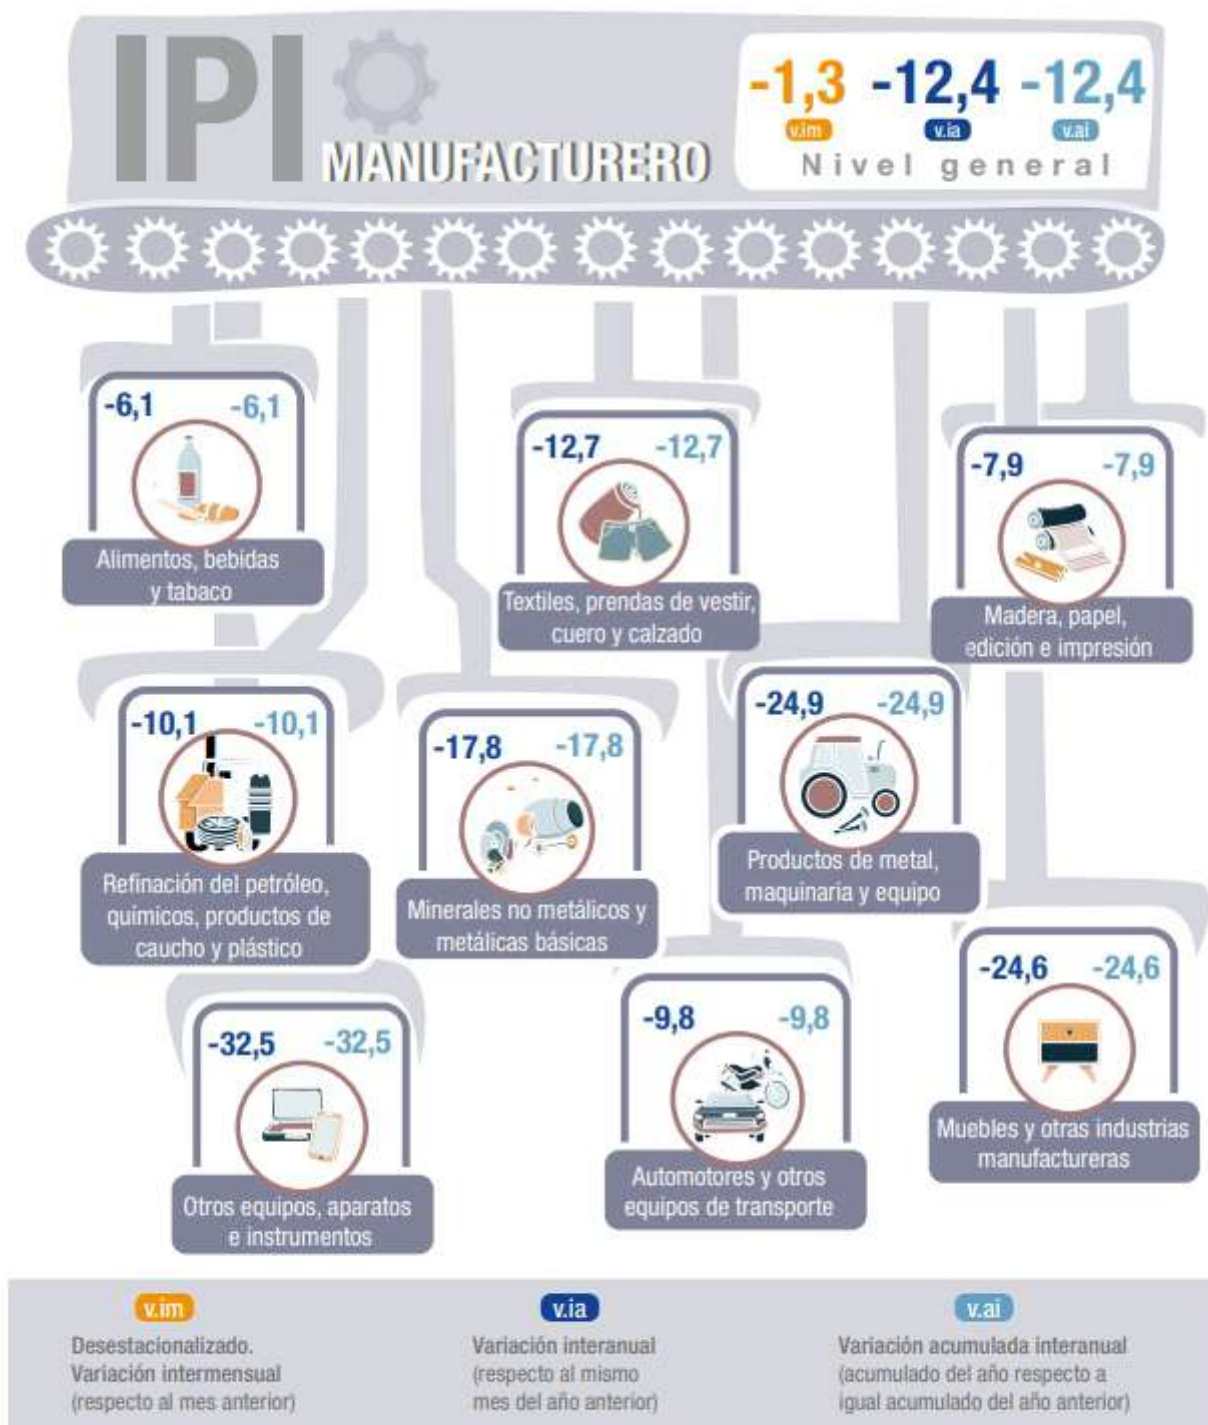 IPI
MANUFACTURERO
-1,3 -12,4 -12,4
v.im v.ia v.ai
Nivel general
-6,1 -6,1
Alimentos, bebidas
y tabaco
-12,7 -12,7
Textiles, prendas de vestir,
cuero y calzado
-7,9 -7,9
Madera, papel,
edición e impresión
-10,1 -10,1
Refinación del petróleo,
químicos, productos de
caucho y plástico
-17,8 -17,8
Minerales no metálicos y
metálicas básicas
-24,9 -24,9
Productos de metal,
maquinaria y equipo
-32,5 -32,5
Otros equipos, aparatos
e instrumentos
-9,8 -9,8
Automotores y otros
equipos de transporte
-24,6 -24,6
Muebles y otras industrias
manufactureras
v.im
Desestacionalizado.
Variación intermensual
(respecto al mes anterior)
v.ia
Variación interanual
(respecto al mismo
mes del año anterior)
v.ai
Variación acumulada interanual
(acumulado del año respecto a
igual acumulado del año anterior)